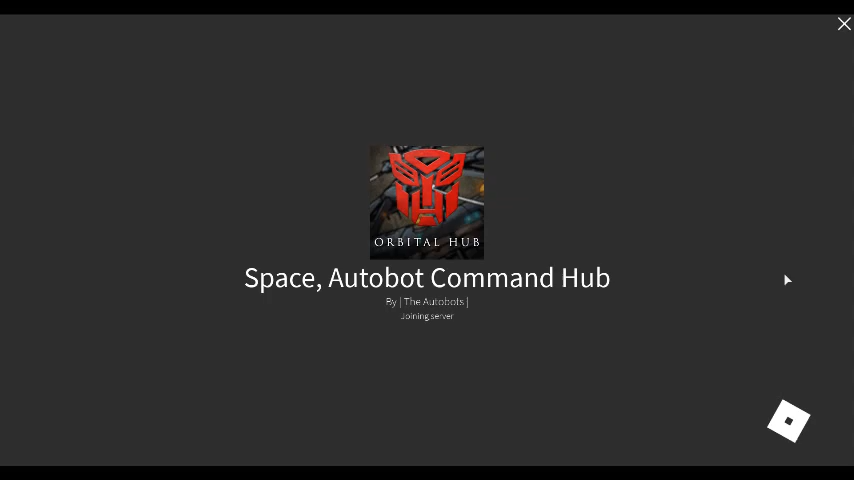 ORBITAL HUB
Space, Autobot Command Hub
By | The Autobots |
Joining server